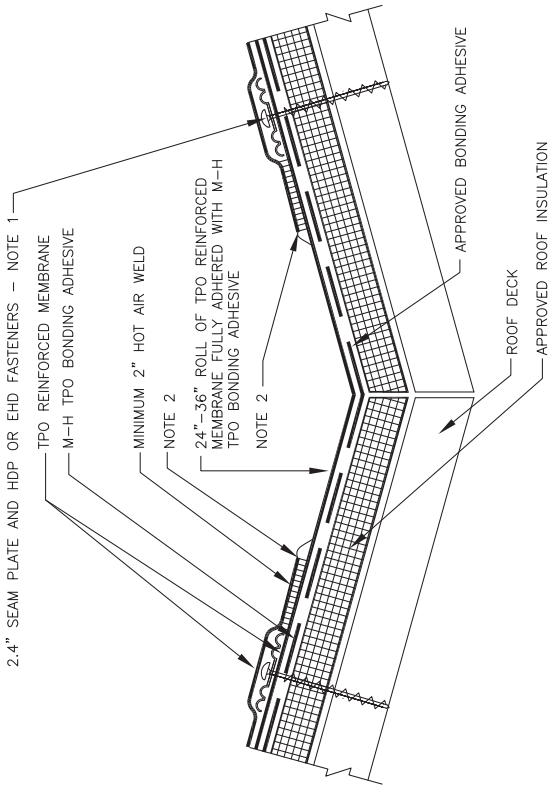 2.4" SEAM PLATE AND HDP OR EHD FASTENERS – NOTE 1
TPO REINFORCED MEMBRANE
M–H TPO BONDING ADHESIVE
MINIMUM 2" HOT AIR WELD
NOTE 2
24"–36" ROLL OF TPO REINFORCED
MEMBRANE FULLY ADHERED WITH M–H
TPO BONDING ADHESIVE
NOTE 2
APPROVED BONDING ADHESIVE
ROOF DECK
APPROVED ROOF INSULATION